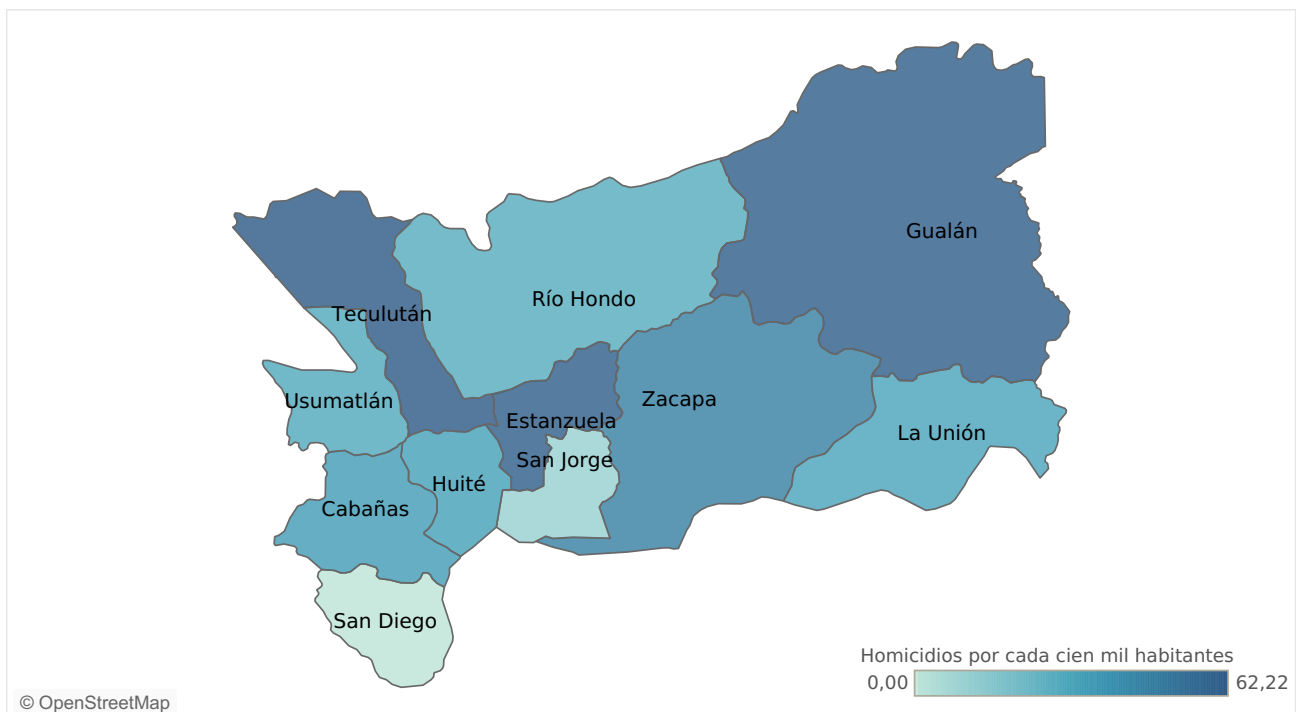 Gualán
Río Hondo
Teculután
Zacapa
Usumatlán
Estanzuela
La Unión
San Jorge
Huité
Cabañas
San Diego
Homicidios por cada cien mil habitantes
0,00 62,22
© OpenStreetMap